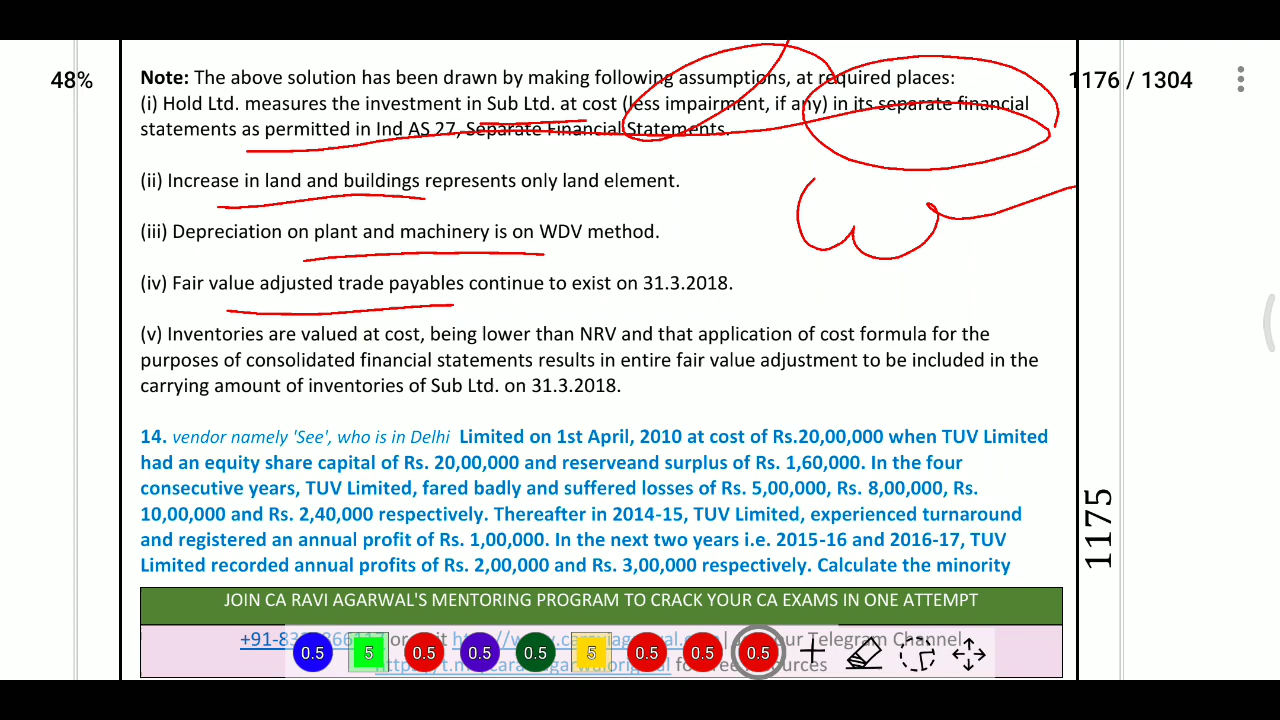 48%
1176 / 1304
Note: The above solution has been drawn by making following assumptions, at required places:
(i) Hold Ltd. measures the investment in Sub Ltd. at cost (less impairment, if any) in its separate financial
statements as permitted in Ind AS 27, Separate Financial Statements.
(ii) Increase in land and buildings represents only land element.
(iii) Depreciation on plant and machinery is on WDV method.
(iv) Fair value adjusted trade payables continue to exist on 31.3.2018.
(v) Inventories are valued at cost, being lower than NRV and that application of cost formula for the
purposes of consolidated financial statements results in entire fair value adjustment to be included in the
carrying amount of inventories of Sub Ltd. on 31.3.2018.
14. vendor namely 'See', who is in Delhi Limited on 1st April, 2010 at cost of Rs.20,00,000 when TUV Limited
had an equity share capital of Rs. 20,00,000 and reserveand surplus of Rs. 1,60,000. In the four
consecutive years, TUV Limited, fared badly and suffered losses of Rs. 5,00,000, Rs. 8,00,000, Rs.
10,00,000 and Rs. 2,40,000 respectively. Thereafter in 2014-15, TUV Limited, experienced turnaround
and registered an annual profit of Rs. 1,00,000. In the next two years i.e. 2015-16 and 2016-17, TUV
Limited recorded annual profits of Rs. 2,00,000 and Rs. 3,00,000 respectively. Calculate the minority
1175
JOIN CA RAVI AGARWAL'S MENTORING PROGRAM TO CRACK YOUR CA EXAMS IN ONE ATTEMPT
+91-83 Telegram Channel
0.5 5 0.5 0.5 0.5 5 0.5 0.5 0.5